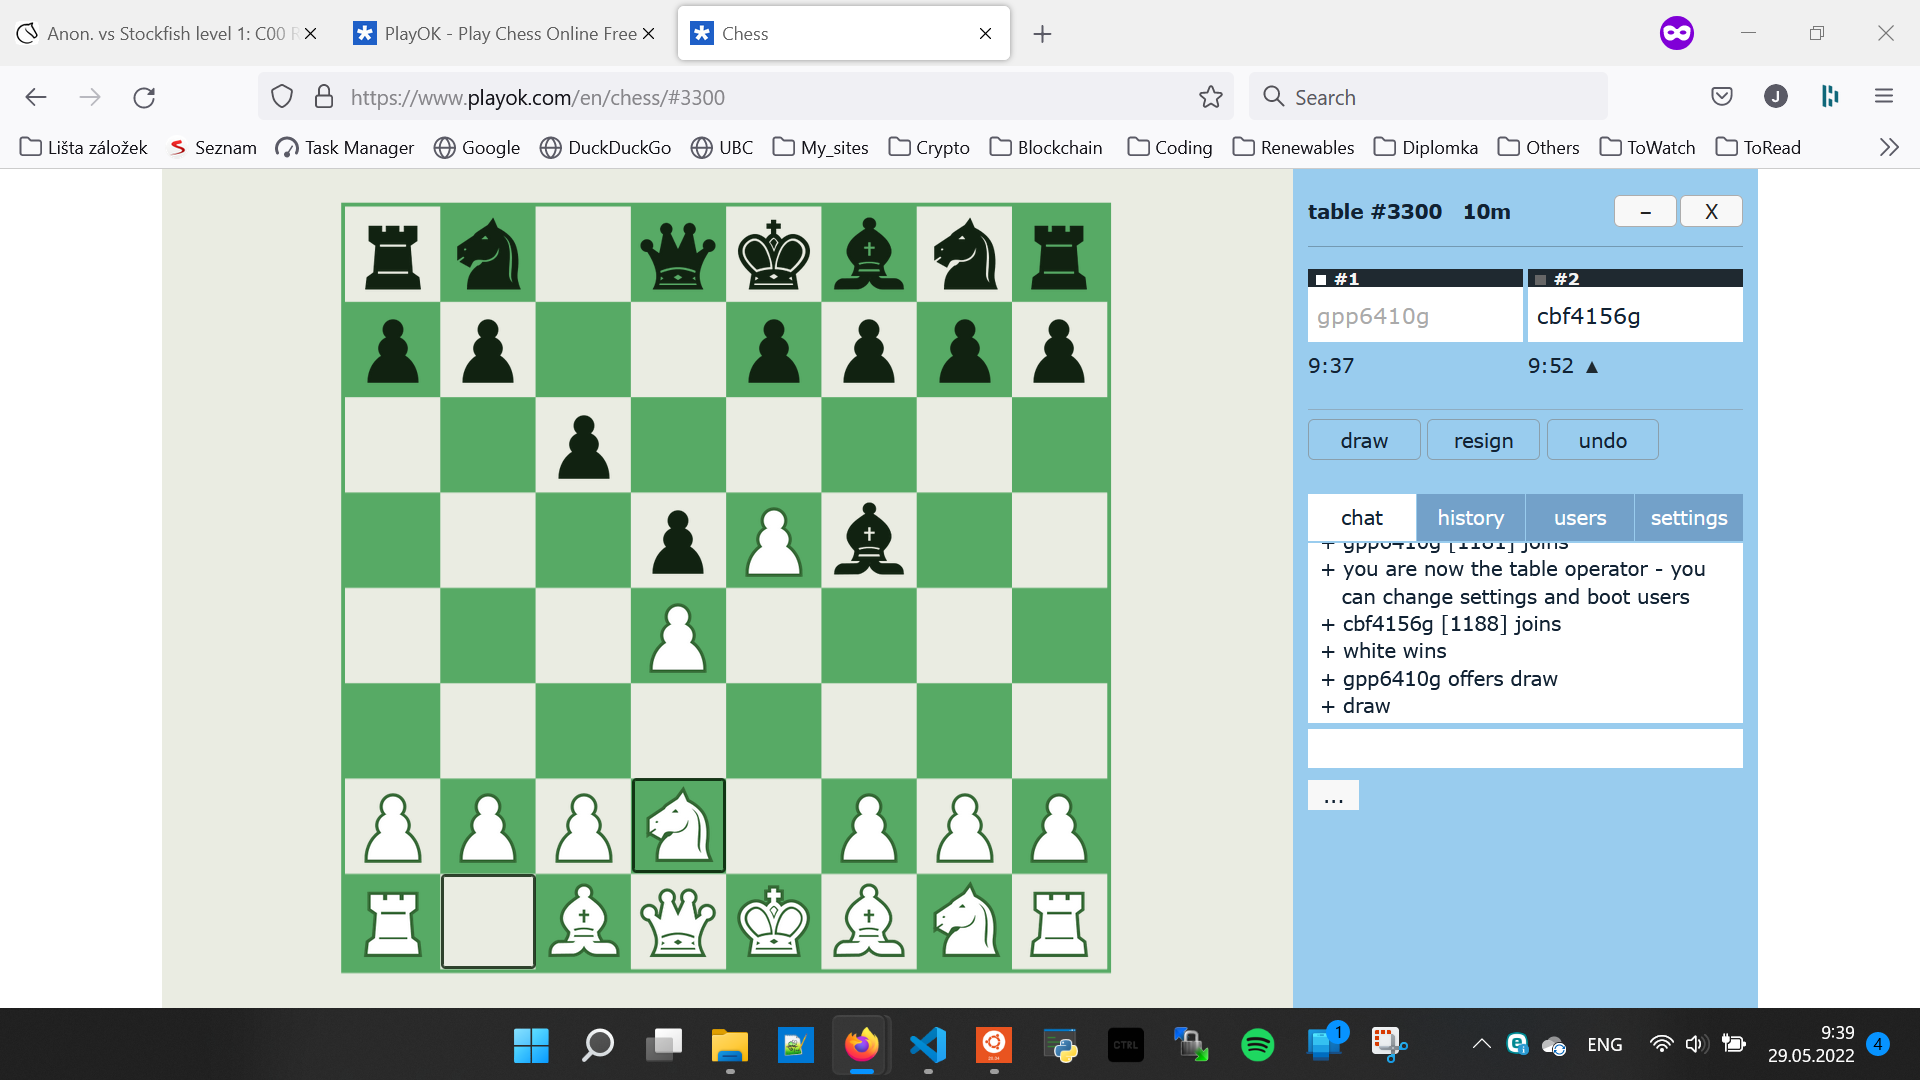 Anon. vs Stockfish level 1: C00 R
PlayOK - Play Chess Online Free
Chess
https://www.playok.com/en/chess/#3300
Search
J
Lišta záložek
Seznam
Task Manager
Google
DuckDuckGo
UBC
My_sites
Crypto
Blockchain
Coding
Renewables
Diplomka
Others
ToWatch
ToRead
table #3300 10m
–
X
#1
#2
gpp6410g
cbf4156g
9:37
9:52 ▲
draw
resign
undo
chat
history
users
settings
+ gpp6410g [1181] joins
+ you are now the table operator - you
can change settings and boot users
+ cbf4156g [1188] joins
+ white wins
+ gpp6410g offers draw
+ draw
...
CTRL
1
ENG
9:39
29.05.2022
4